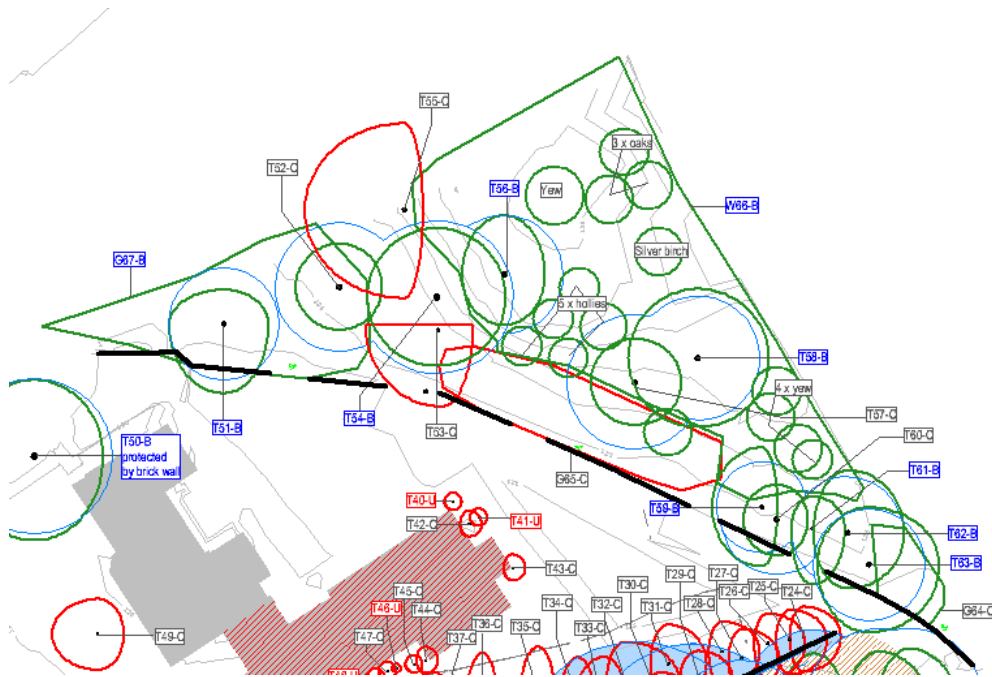 T55-C
3 x oaks
T52-C
T56-B
Yew
W66-B
Silver birch
G67-B
5 x hollies
T58-B
4 x yew
T54-B
T53-C
T57-C
T51-B
T60-C
T50-B
protected
by brick wall
G65-C
T61-B
T40-U
T59-B
T42-C
T41-U
T62-B
T43-C
T63-B
T29-C
T27-C
T30-C
T25-C
T24-C
T45-C
T26-C
T46-U
T44-C
T34-C
T32-C
T31-C
T28-C
G64-C
T49-C
T47-C
T37-C
T36-C
T35-C
T33-C